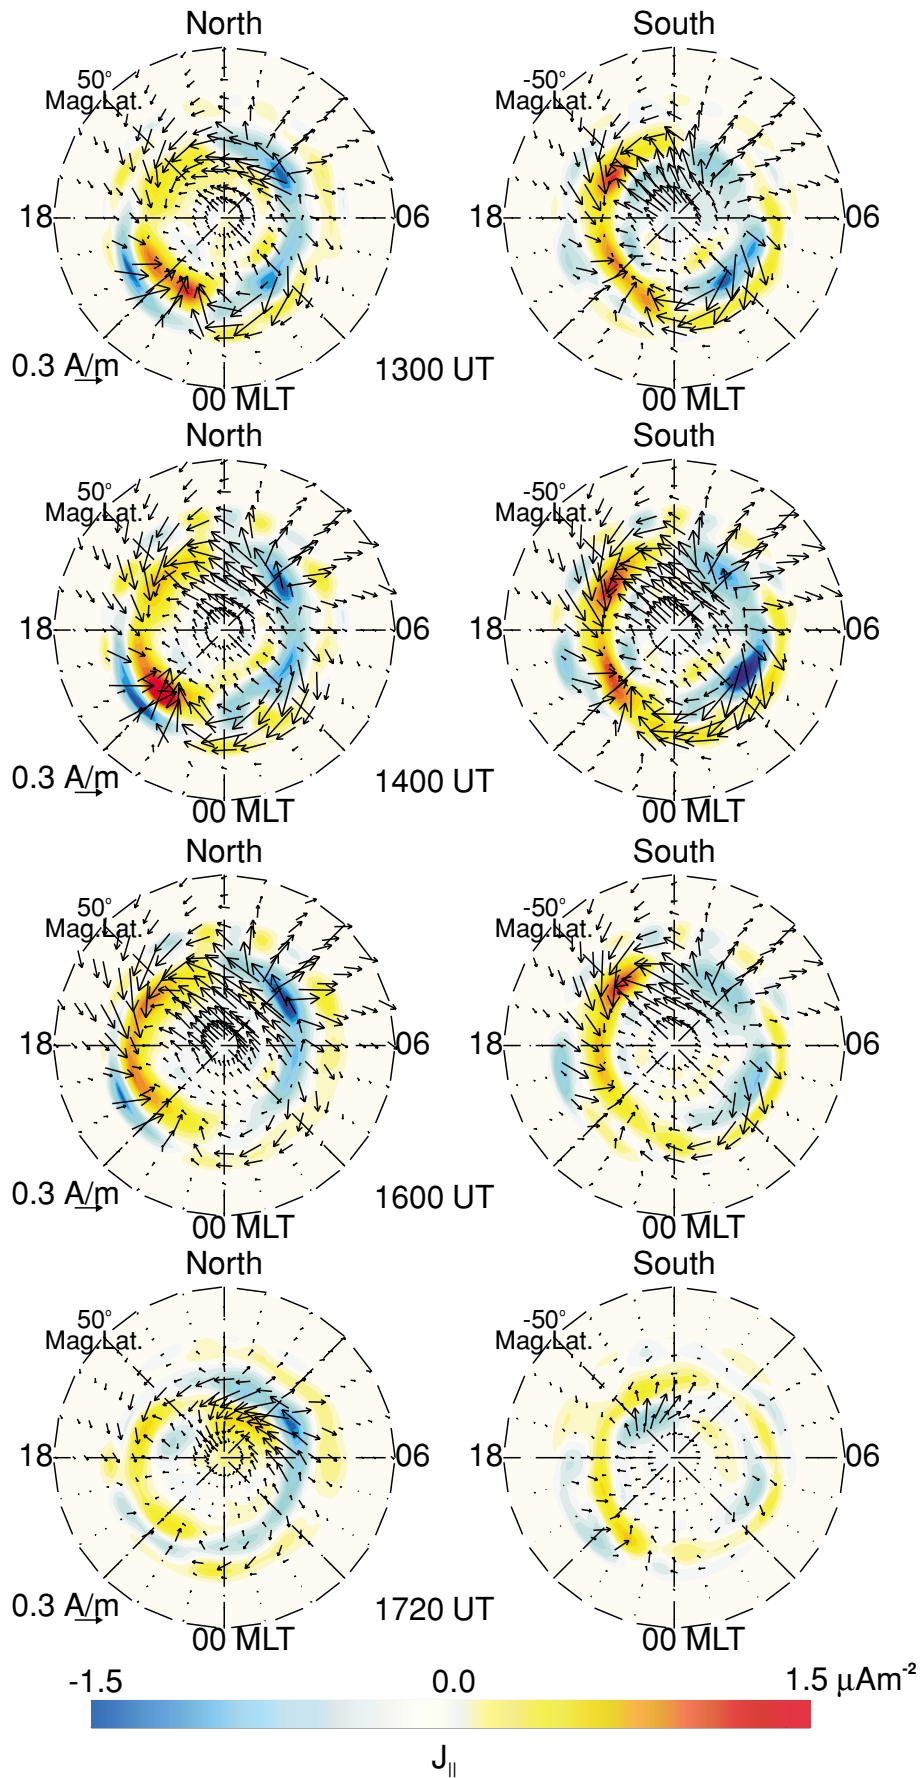 North South
50° -50°
Mag.Lat. Mag.Lat.
18 06 18 06
0.3 A/m 1300 UT
00 MLT 00 MLT
North South
50° -50°
Mag.Lat. Mag.Lat.
18 06 18 06
0.3 A/m 1400 UT
00 MLT 00 MLT
North South
50° -50°
Mag.Lat. Mag.Lat.
18 06 18 06
0.3 A/m 1600 UT
00 MLT 00 MLT
North South
50° -50°
Mag.Lat. Mag.Lat.
18 06 18 06
0.3 A/m 1720 UT
00 MLT 00 MLT
-1.5 0.0 1.5 μAm⁻²
J||